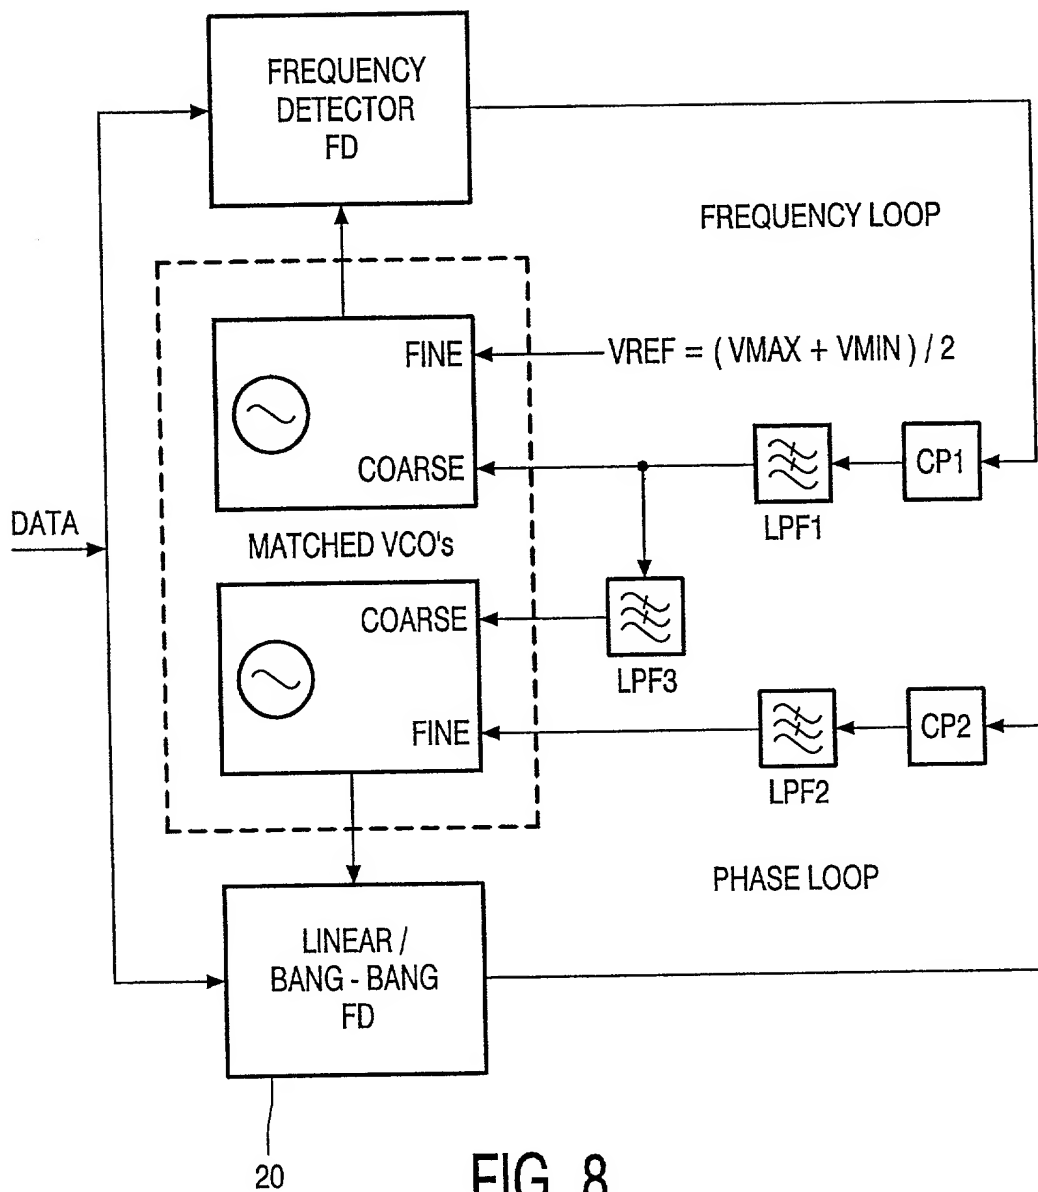 FREQUENCY
DETECTOR
FD
FREQUENCY LOOP
FINE
VREF = ( VMAX + VMIN ) / 2
COARSE
CP1
LPF1
DATA
MATCHED VCO's
COARSE
LPF3
FINE
CP2
LPF2
PHASE LOOP
LINEAR /
BANG - BANG
FD
20
FIG. 8